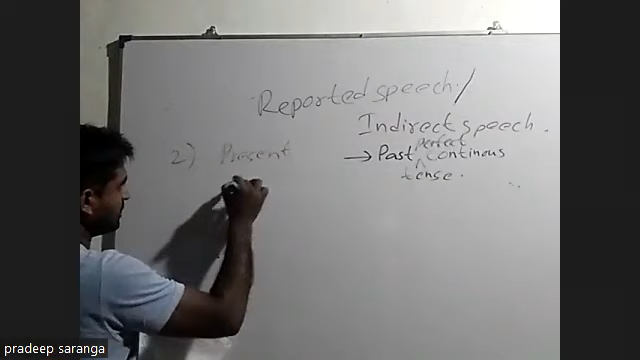 Reported speech /
Indirect speech.
2) Present → Past perfect Continous
tense.
pradeep saranga